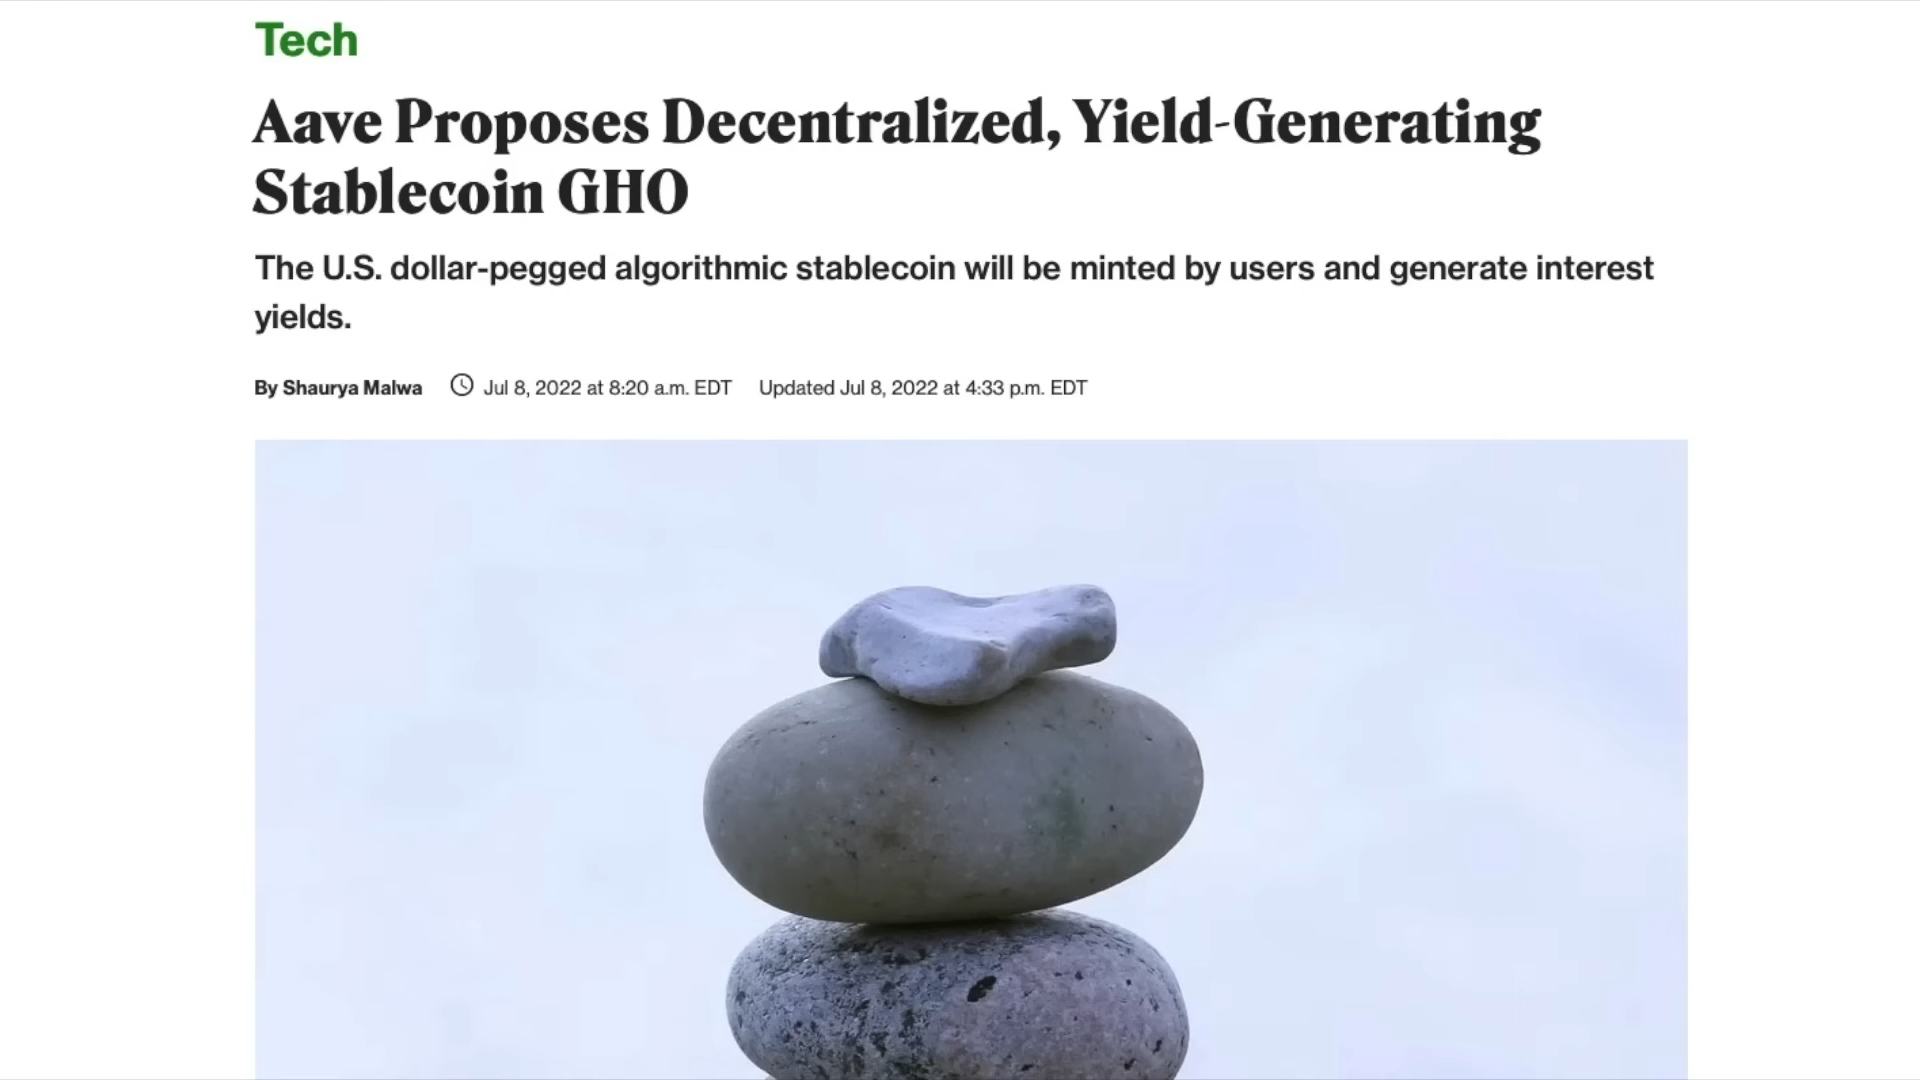 Tech
Aave Proposes Decentralized, Yield-Generating
Stablecoin GHO
The U.S. dollar-pegged algorithmic stablecoin will be minted by users and generate interest
yields.
By Shaurya Malwa Jul 8, 2022 at 8:20 a.m. EDT Updated Jul 8, 2022 at 4:33 p.m. EDT